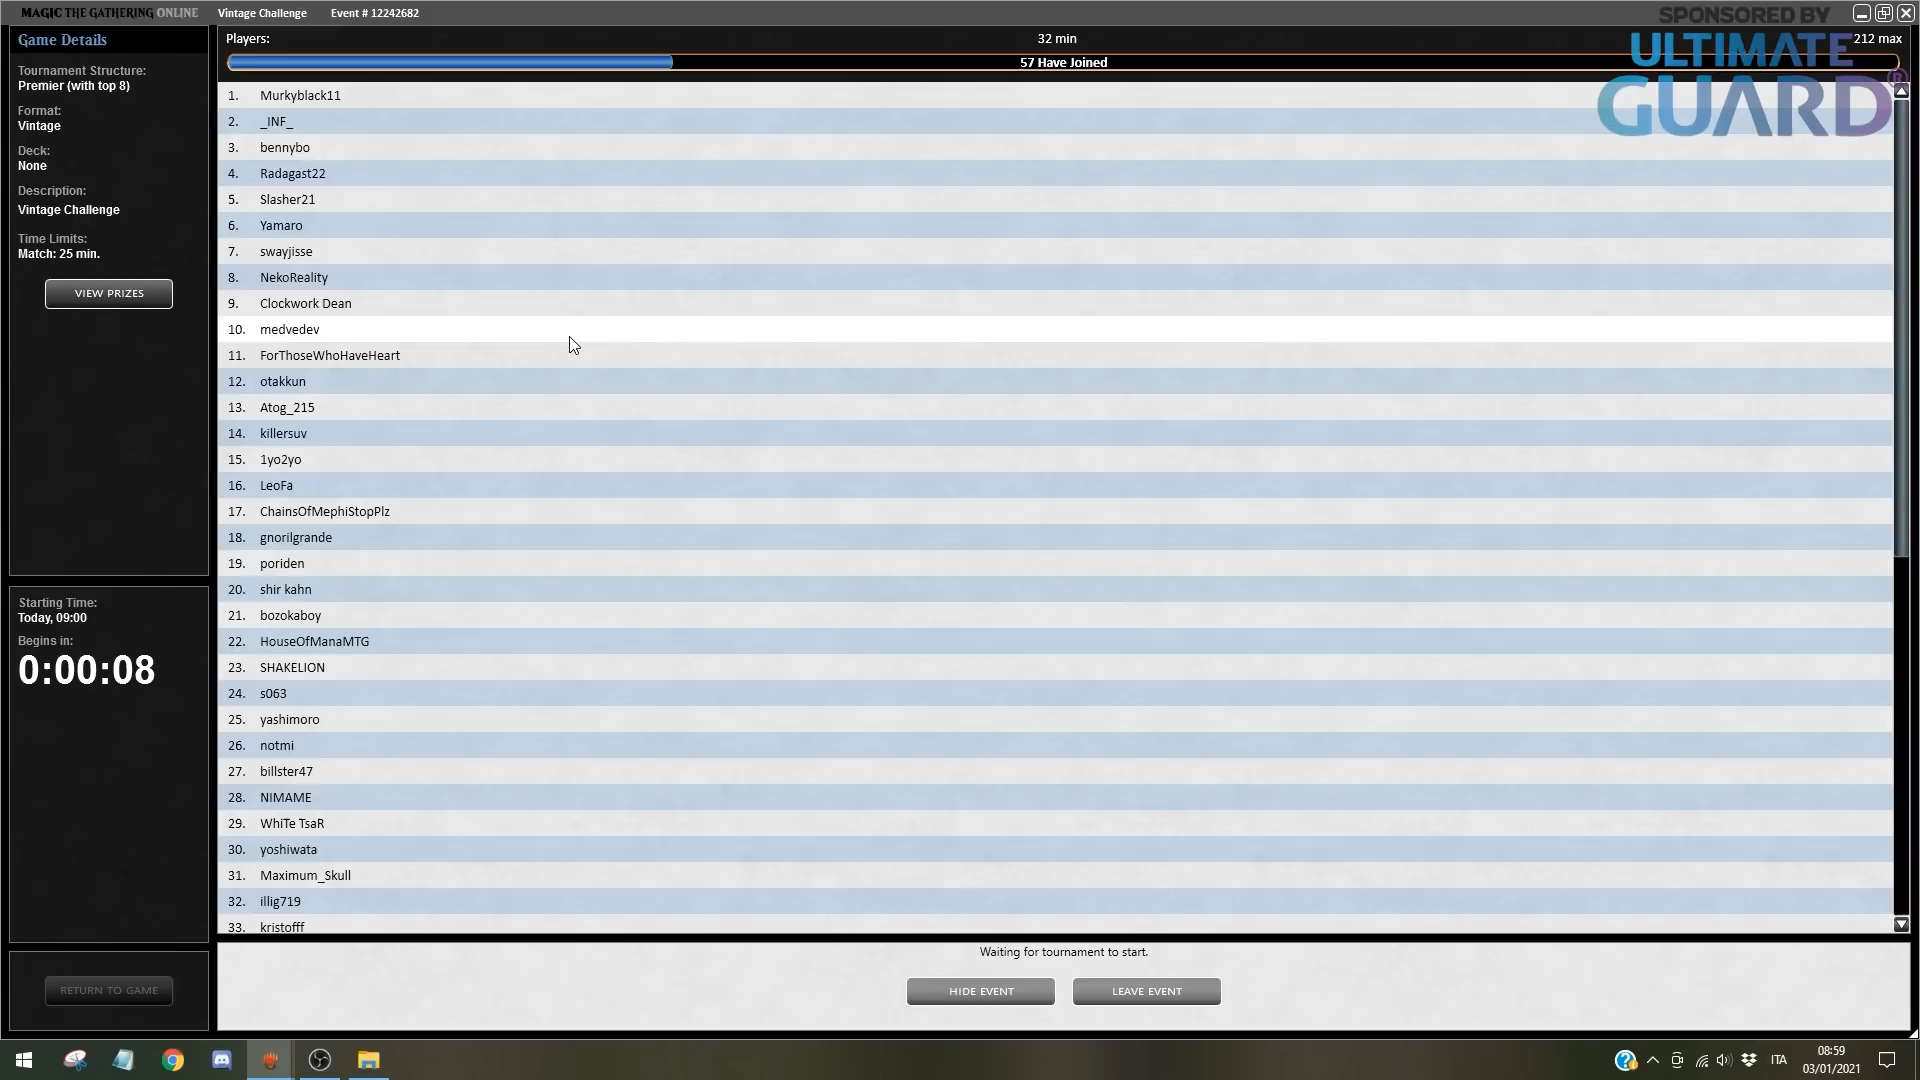 MAGIC THE GATHERING ONLINE Vintage Challenge Event # 12242682
SPONSORED BY
ULTIMATE
GUARD®
Game Details
Tournament Structure:
Premier (with top 8)
Format:
Vintage
Deck:
None
Description:
Vintage Challenge
Time Limits:
Match: 25 min.
VIEW PRIZES
Starting Time:
Today, 09:00
Begins in:
0:00:08
RETURN TO GAME
Players: 32 min 212 max
57 Have Joined
1. Murkyblack11
2. _INF_
3. bennybo
4. Radagast22
5. Slasher21
6. Yamaro
7. swayjisse
8. NekoReality
9. Clockwork Dean
10. medvedev
11. ForThoseWhoHaveHeart
12. otakkun
13. Atog_215
14. killersuv
15. 1yo2yo
16. LeoFa
17. ChainsOfMephiStopPlz
18. gnorilgrande
19. poriden
20. shir kahn
21. bozokaboy
22. HouseOfManaMTG
23. SHAKELION
24. s063
25. yashimoro
26. notmi
27. billster47
28. NIMAME
29. WhiTe TsaR
30. yoshiwata
31. Maximum_Skull
32. illig719
33. kristofff
Waiting for tournament to start.
HIDE EVENT LEAVE EVENT
ITA
08:59
03/01/2021